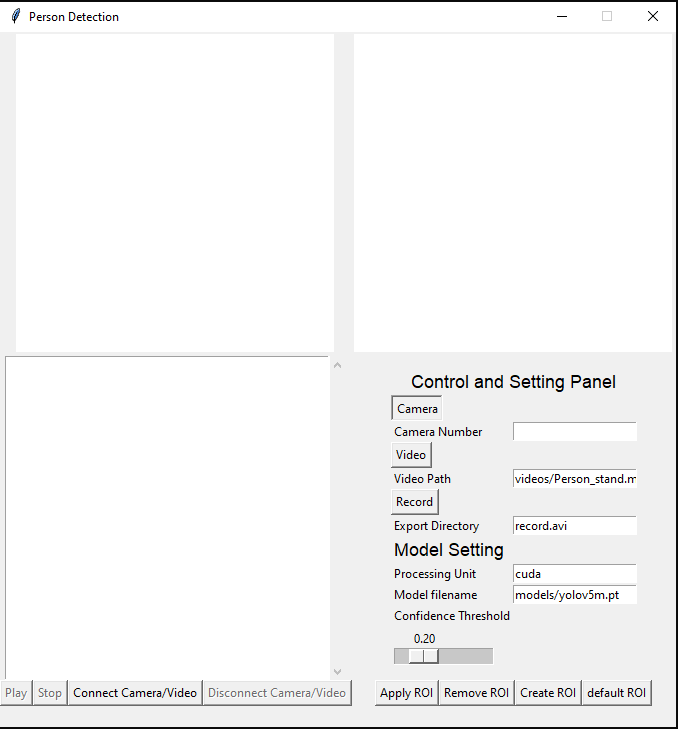 Person Detection
Control and Setting Panel
Camera
Camera Number
Video
Video Path videos/Person_stand.m
Record
Export Directory record.avi
Model Setting
Processing Unit cuda
Model filename models/yolov5m.pt
Confidence Threshold
0.20
Play Stop Connect Camera/Video Disconnect Camera/Video Apply ROI Remove ROI Create ROI default ROI